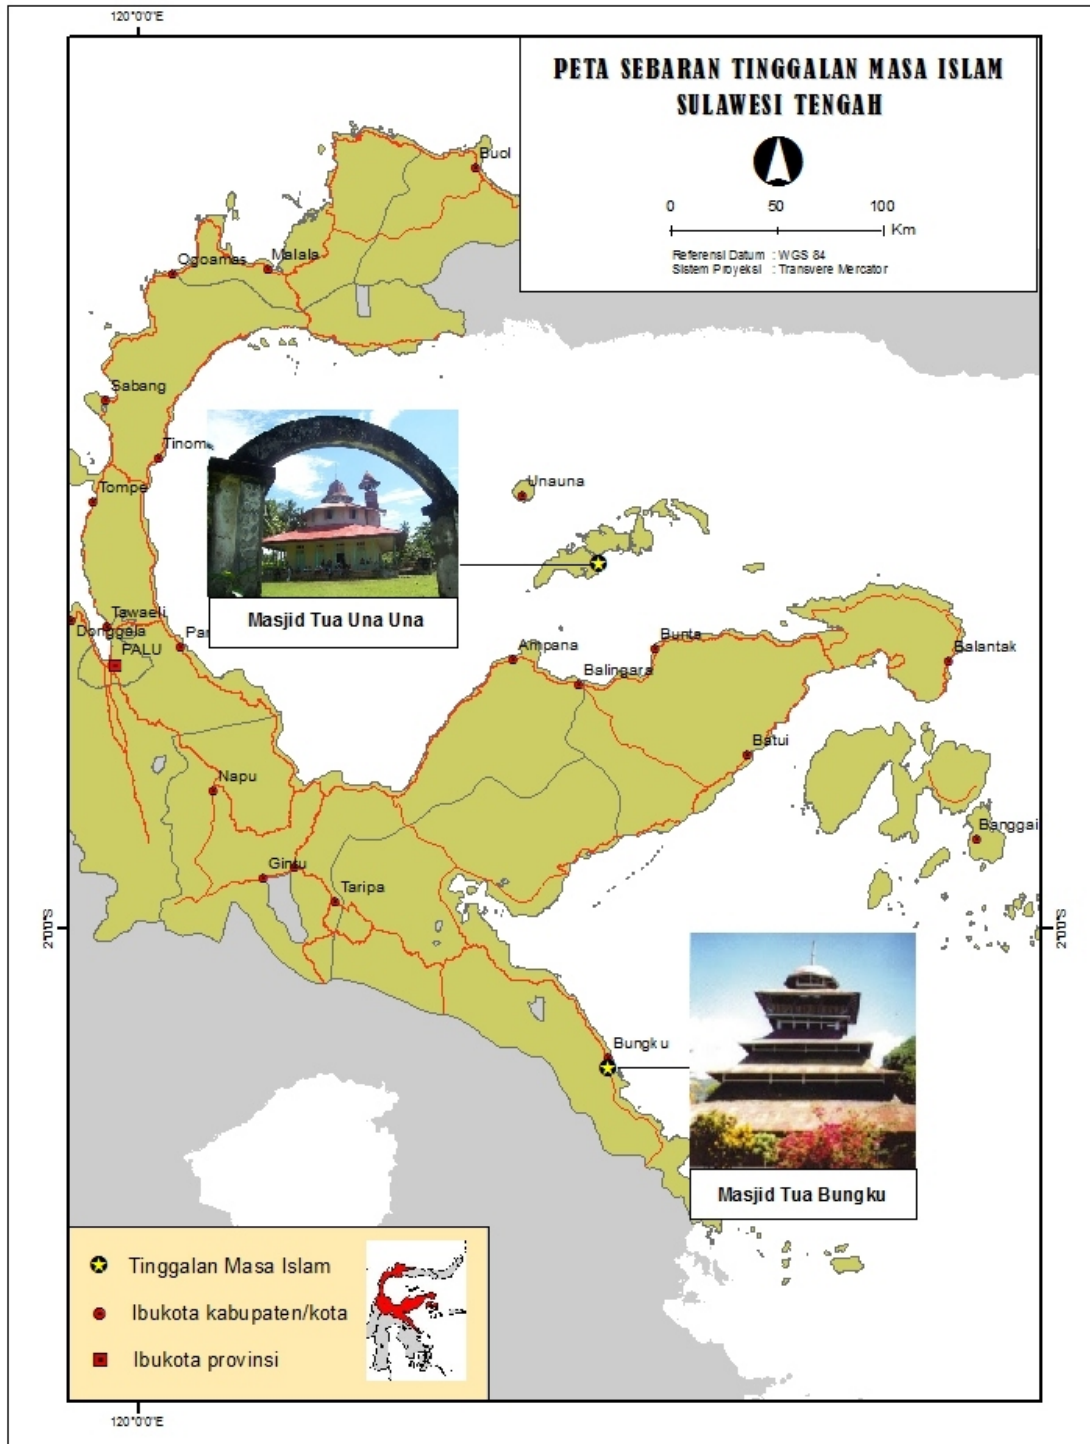 120°0'0"E
PETA SEBARAN TINGGALAN MASA ISLAM
SULAWESI TENGAH
0 50 100
Km
Referensi Datum : WGS 84
Sistem Proyeksi : Transvere Mercator
Buol
Ogoamas
Malala
Sabang
Tinom
Tompe
Unauna
Masjid Tua Una Una
Tawaeli
Donggala
Par
PALU
Ampana
Bunta
Balingara
Balantak
Batui
Napu
Banggai
Gintu
Taripa
2°0'0"S
2°0'0"S
Bungku
Masjid Tua Bungku
Tinggalan Masa Islam
Ibukota kabupaten/kota
Ibukota provinsi
120°0'0"E